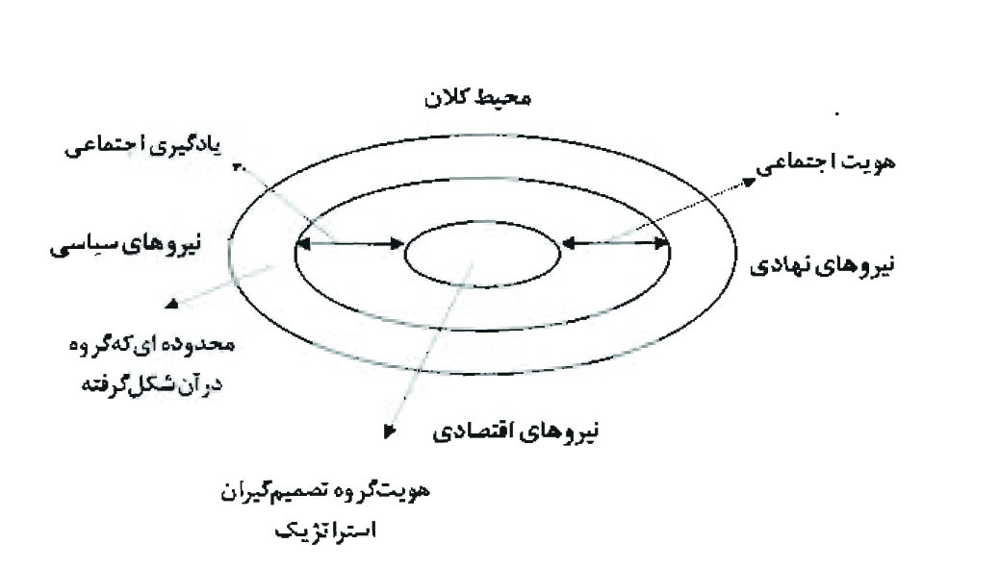 محیط کلان
یادگیری اجتماعی
هویت اجتماعی
نیروهای سیاسی
نیروهای نهادی
محدوده ای که گروه
در آن شکل گرفته
نیروهای اقتصادی
هویت گروه تصمیم گیران
استراتژیک